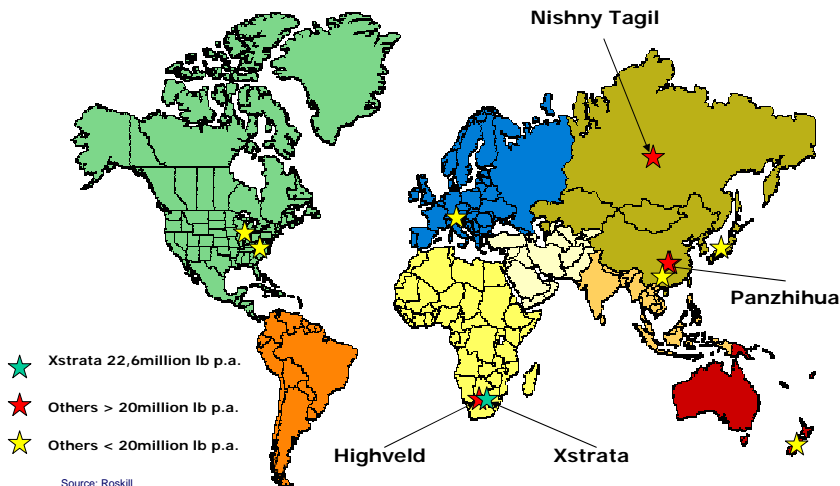 Nishny Tagil
Panzhihua
Xstrata 22,6million lb p.a.
Others > 20million lb p.a.
Others < 20million lb p.a.
Highveld
Xstrata
Source: Roskill